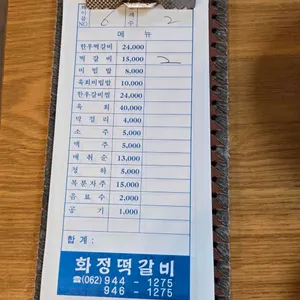 6 2
메 뉴
한우떡갈비 24,000
떡 갈 비 15,000 2
비 빔 밥 8,000
육회비빔밥 10,000
한우갈비찜 24,000
육 회 40,000
막 걸 리 4,000
소 주 5,000
맥 주 5,000
매 취 순 13,000
청 하 5,000
복 분 자 주 15,000
음 료 수 2,000
공 기 1,000
합 계 :
화정떡갈비
☎(062) 944 - 1275
946 - 1275